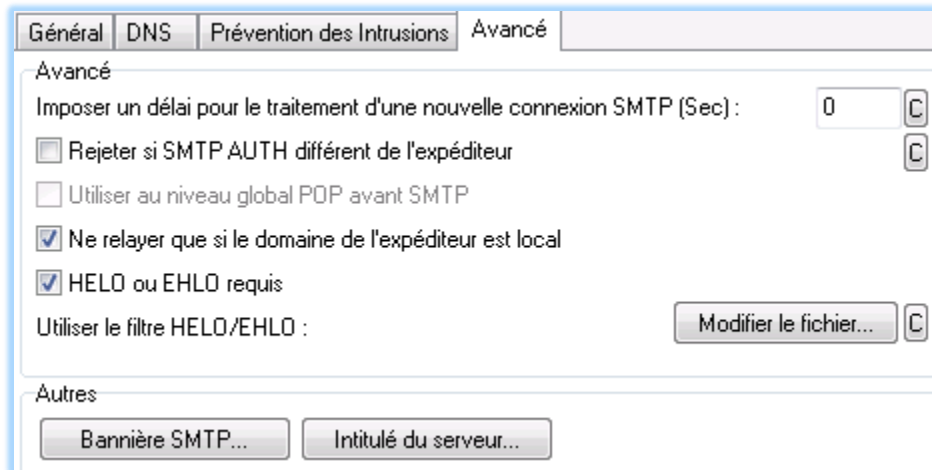 Général DNS Prévention des Intrusions Avancé
Avancé
Imposer un délai pour le traitement d'une nouvelle connexion SMTP (Sec) : 0 C
Rejeter si SMTP AUTH différent de l'expéditeur C
Utiliser au niveau global POP avant SMTP
Ne relayer que si le domaine de l'expéditeur est local
HELO ou EHLO requis
Utiliser le filtre HELO/EHLO : Modifier le fichier... C
Autres
Bannière SMTP... Intitulé du serveur...